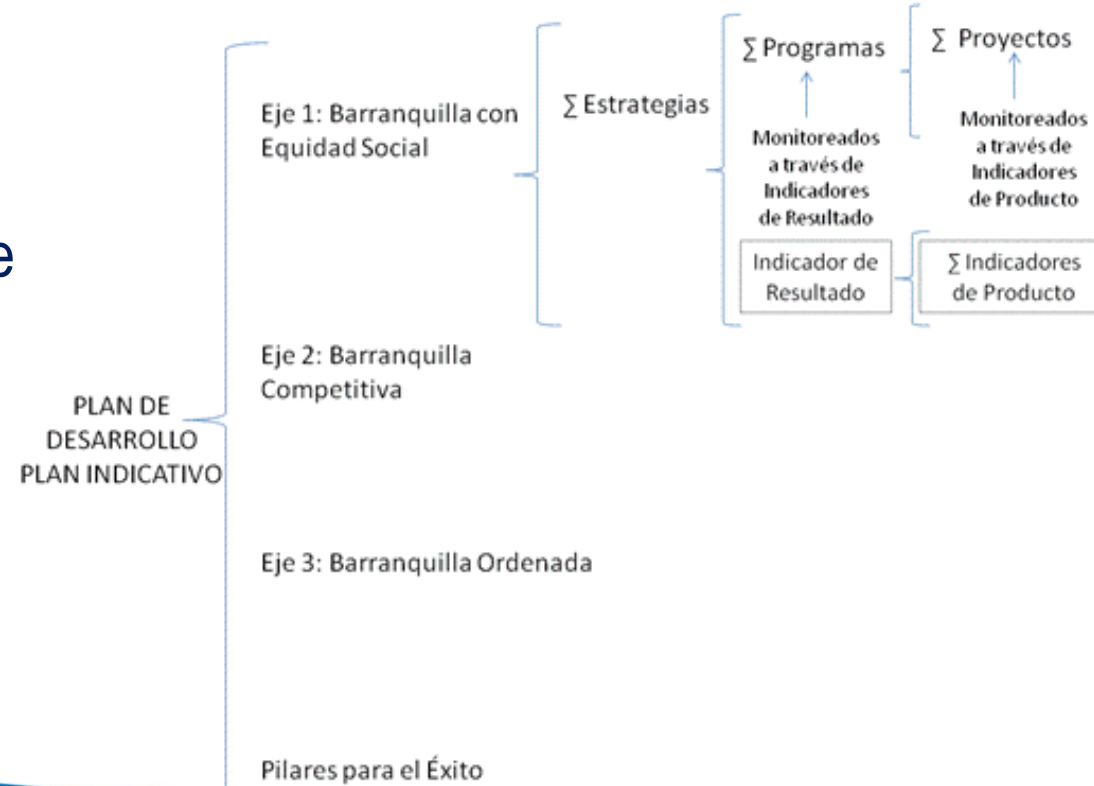 e
PLAN DE
DESARROLLO
PLAN INDICATIVO
Eje 1: Barranquilla con
Equidad Social
∑ Estrategias
∑ Programas
Monitoreados
a través de
Indicadores
de Resultado
Indicador de
Resultado
∑ Proyectos
Monitoreados
a través de
Indicadores
de Producto
∑ Indicadores
de Producto
Eje 2: Barranquilla
Competitiva
Eje 3: Barranquilla Ordenada
Pilares para el Éxito